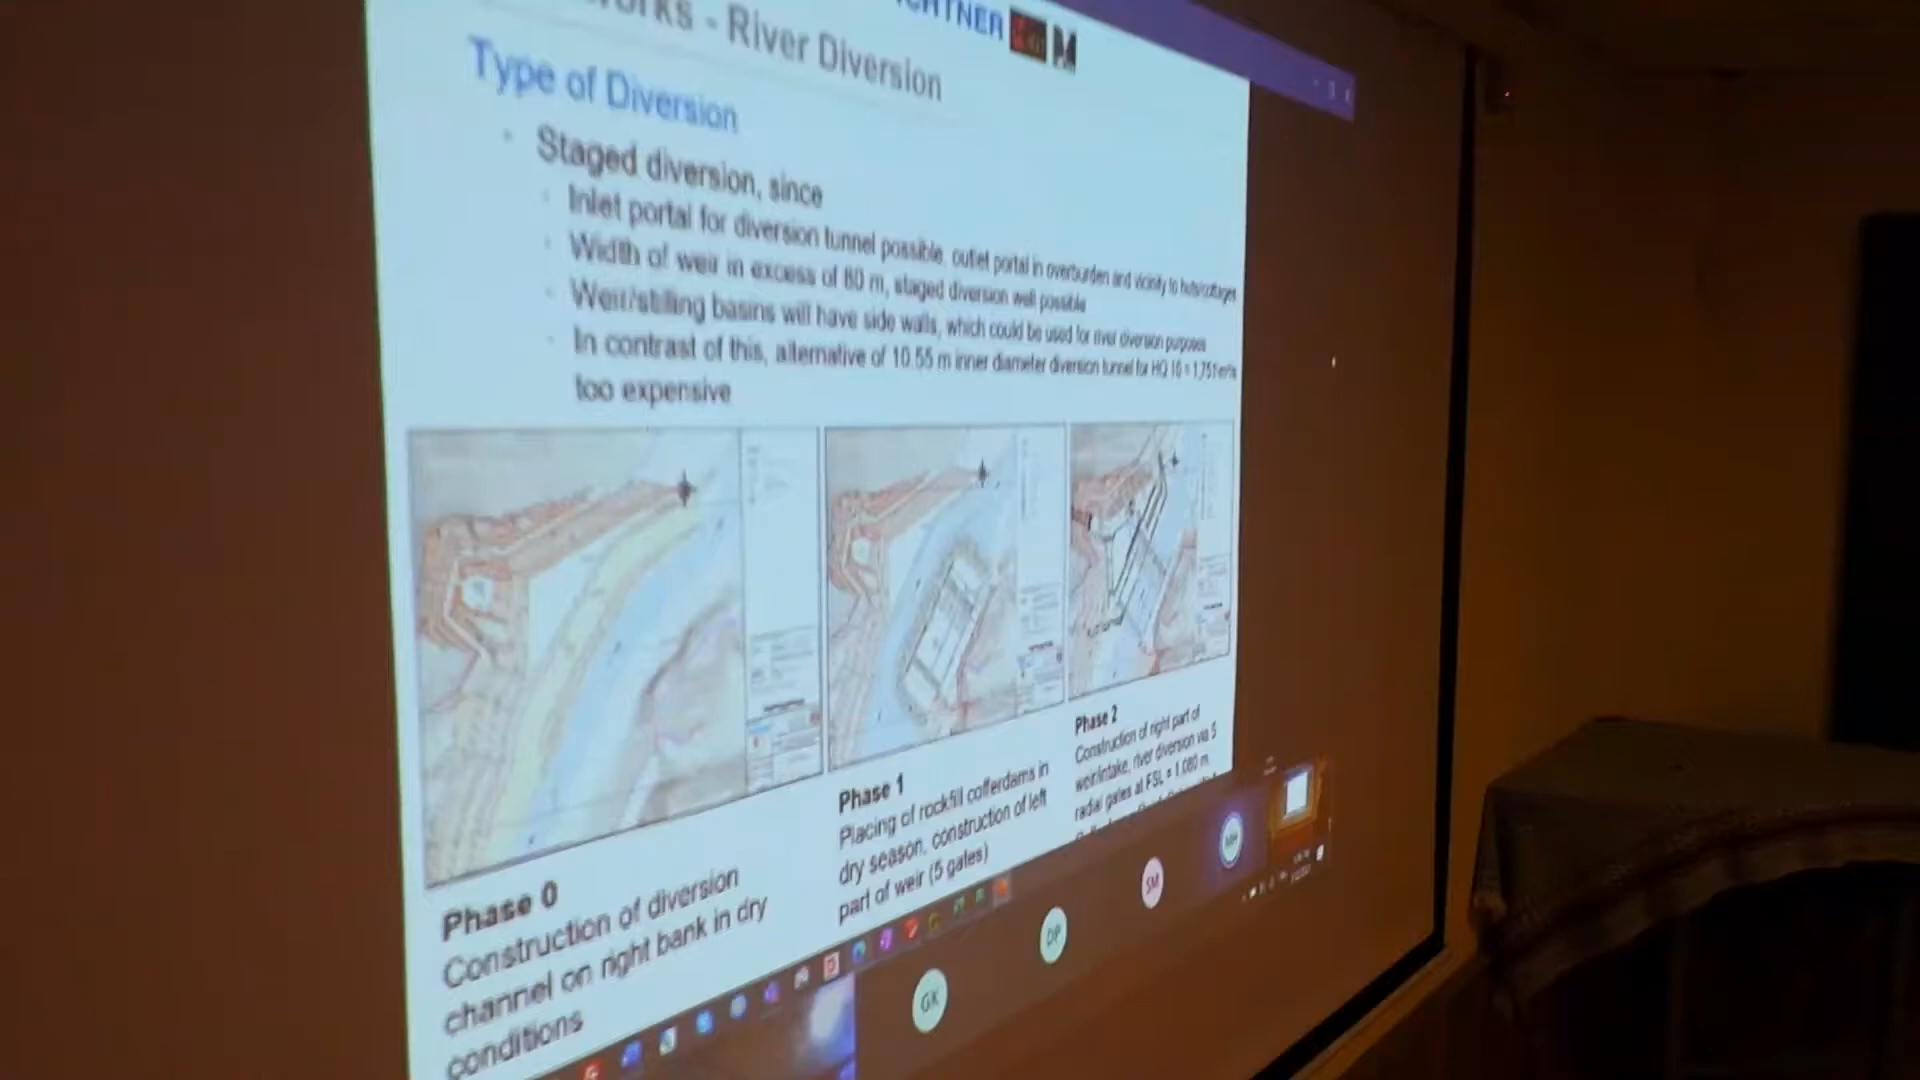 - River Diversion
Type of Diversion
Staged diversion, since
Inlet portal for diversion tunnel possible, outlet portal in overburden and vicinity to huts/cottages
Width of weir in excess of 80 m, staged diversion well possible
Weir/stilling basins will have side walls, which could be used for river diversion purposes
In contrast of this, alternative of 10.55 m inner diameter diversion tunnel for HQ 10 =
too expensive
Phase 0
Construction of diversion
channel on right bank in dry
conditions
Phase 1
Placing of rockfill cofferdams in
dry season, construction of left
part of weir (5 gates)
Phase 2
Construction of right part of
weir/intake, river diversion via 5
radial gates at FSL = 1,080 m
GK
DP
SM